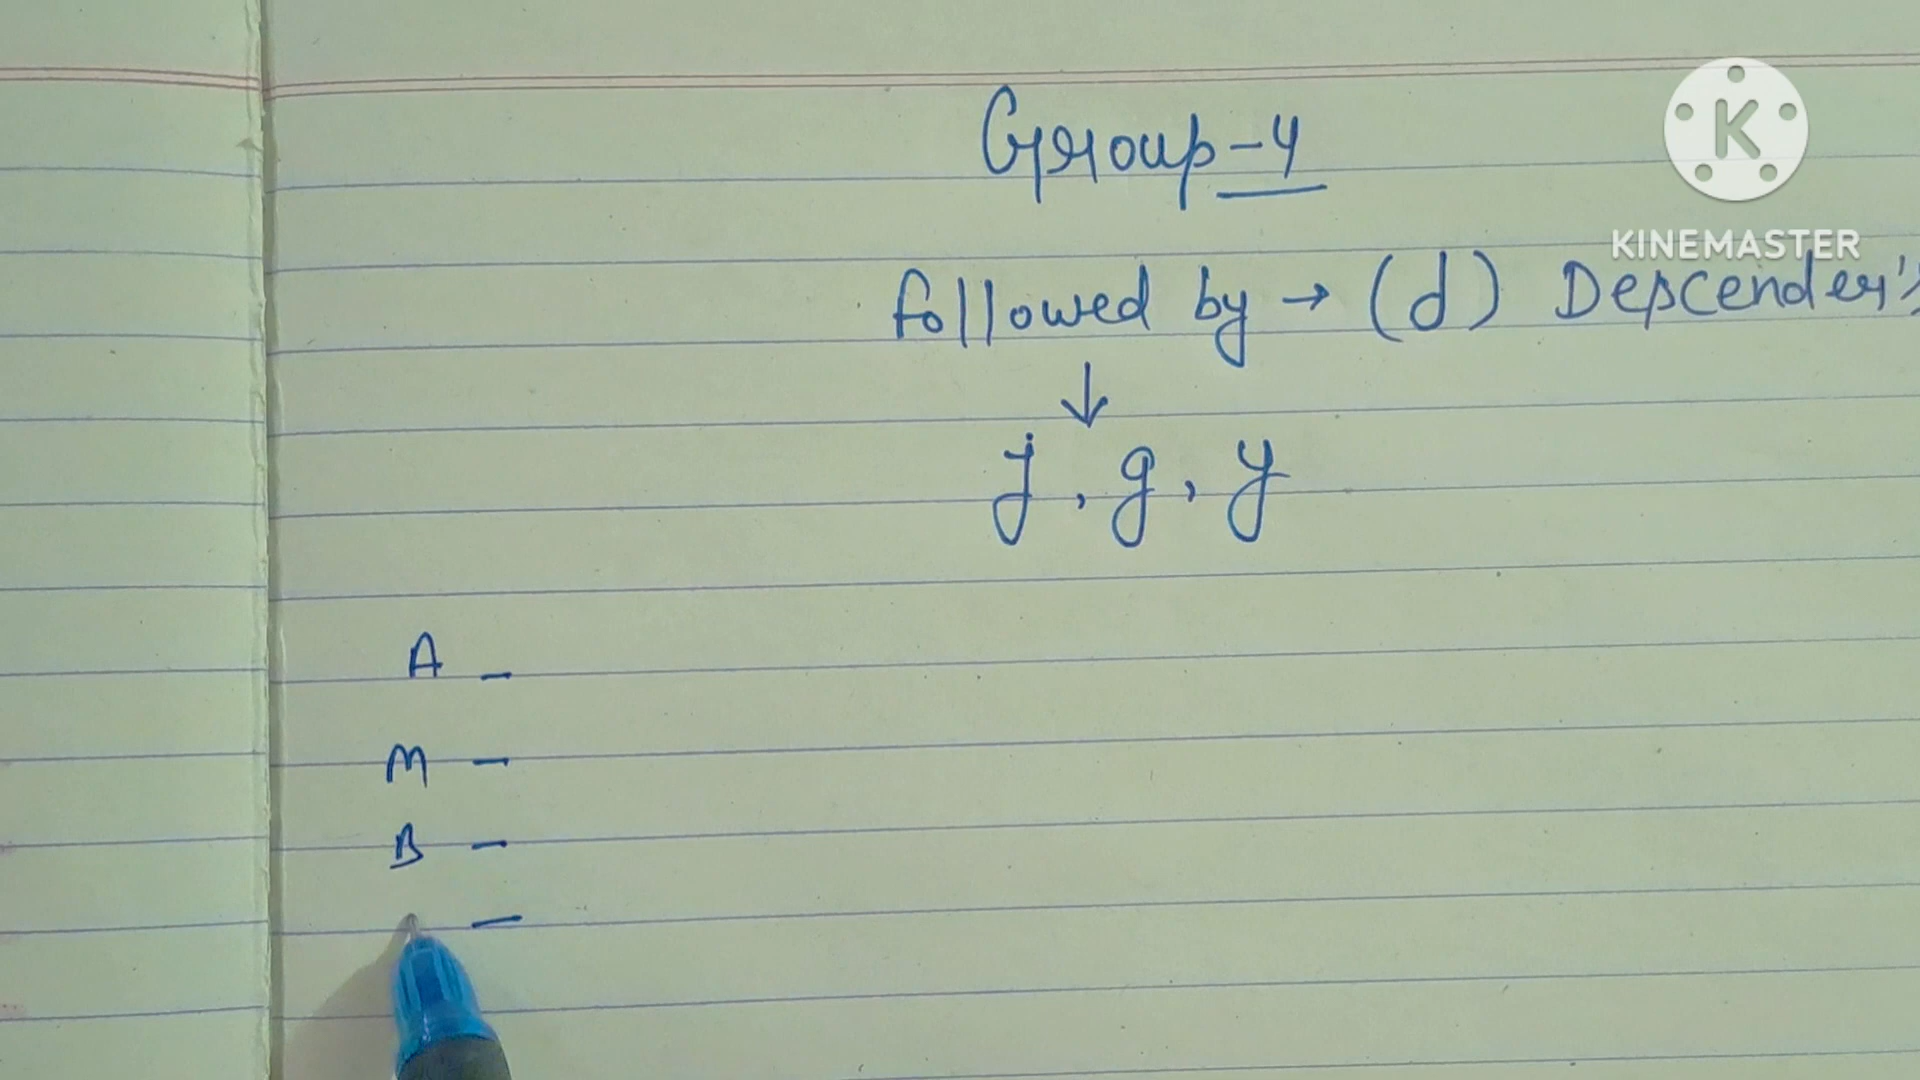 Group-4
KINEMASTER
followed by → (d) Descender's
↓
j, g, y
A -
M -
B -
-